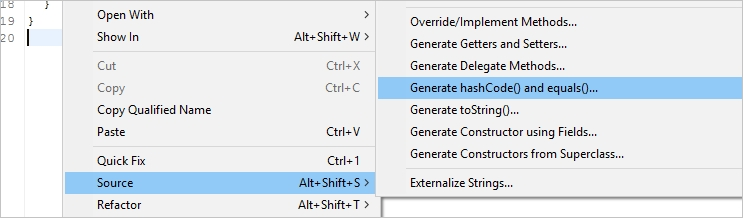 18 }
19 }
20
Open With >
Show In Alt+Shift+W >
Cut Ctrl+X
Copy Ctrl+C
Copy Qualified Name
Paste Ctrl+V
Quick Fix Ctrl+1
Source Alt+Shift+S >
Refactor Alt+Shift+T >
Override/Implement Methods...
Generate Getters and Setters...
Generate Delegate Methods...
Generate hashCode() and equals()...
Generate toString()...
Generate Constructor using Fields...
Generate Constructors from Superclass...
Externalize Strings...